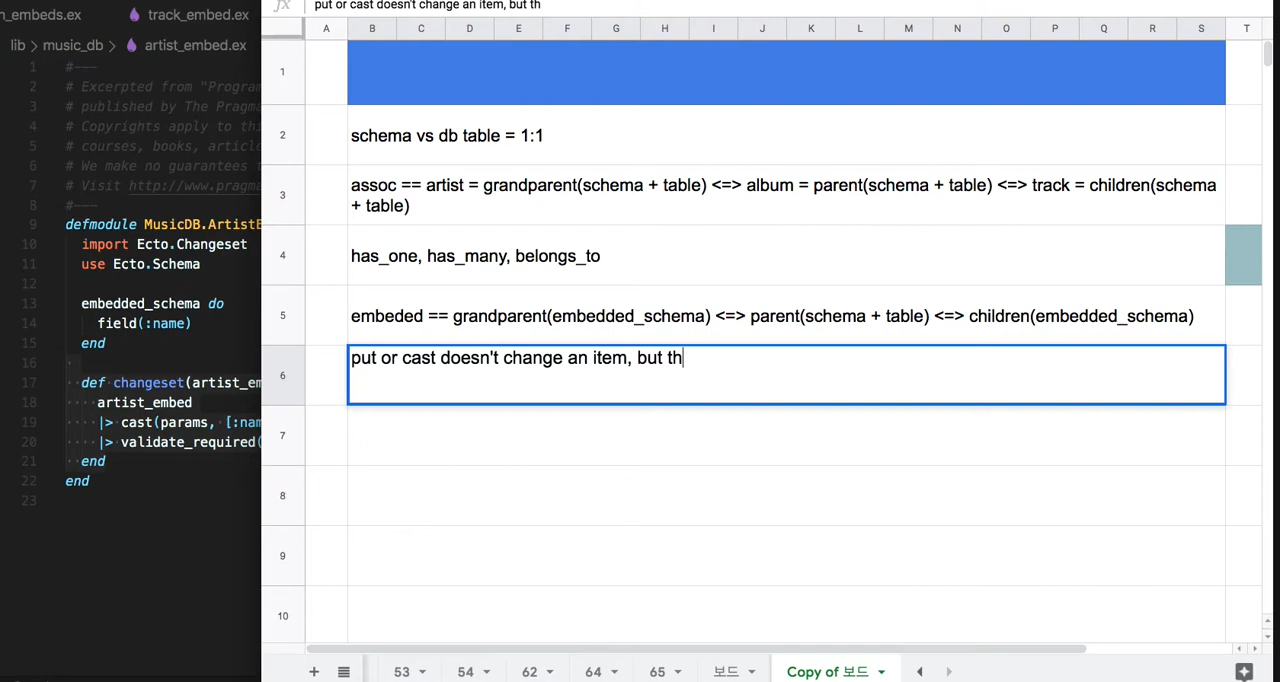 n_embeds.ex track_embed.ex
lib > music_db > artist_embed.ex
1 #---
2 # Excerpted from "Program
3 # published by The Pragma
4 # Copyrights apply to thi
5 # courses, books, article
6 # We make no guarantees
7 # Visit http://www.pragma
8 #---
9 defmodule MusicDB.ArtistE
10 import Ecto.Changeset
11 use Ecto.Schema
12
13 embedded_schema do
14 field(:name)
15 end
16
17 def changeset(artist_em
18 artist_embed
19 |> cast(params, [:nam
20 |> validate_required(
21 end
22 end
23
fx put or cast doesn't change an item, but th
A B C D E F G H I J K L M N O P Q R S T
1
2 schema vs db table = 1:1
3 assoc == artist = grandparent(schema + table) <=> album = parent(schema + table) <=> track = children(schema
+ table)
4 has_one, has_many, belongs_to
5 embeded == grandparent(embedded_schema) <=> parent(schema + table) <=> children(embedded_schema)
6 put or cast doesn't change an item, but th
7
8
9
10
+ 53 54 62 64 65 보드 Copy of 보드